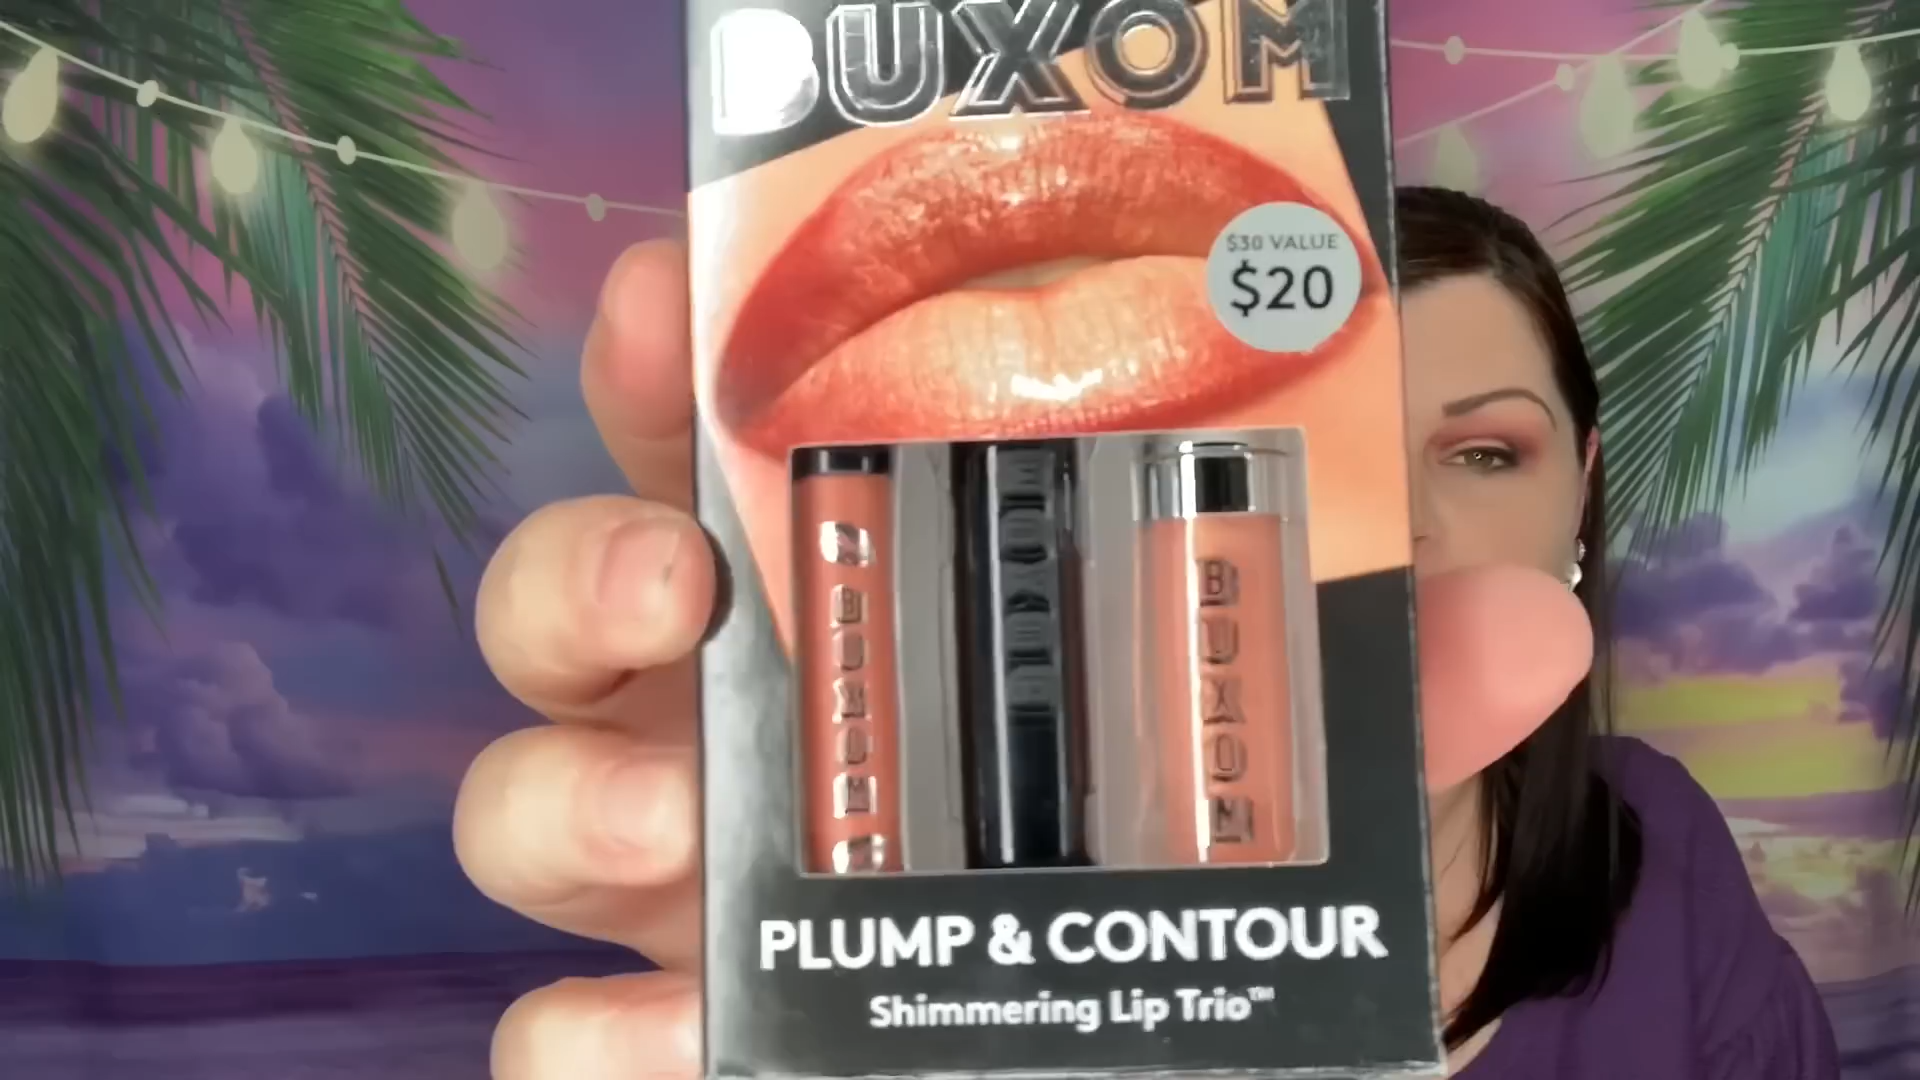 BUXOM
$30 VALUE
$20
BUXOM
BUXOM
PLUMP & CONTOUR
Shimmering Lip Trio™